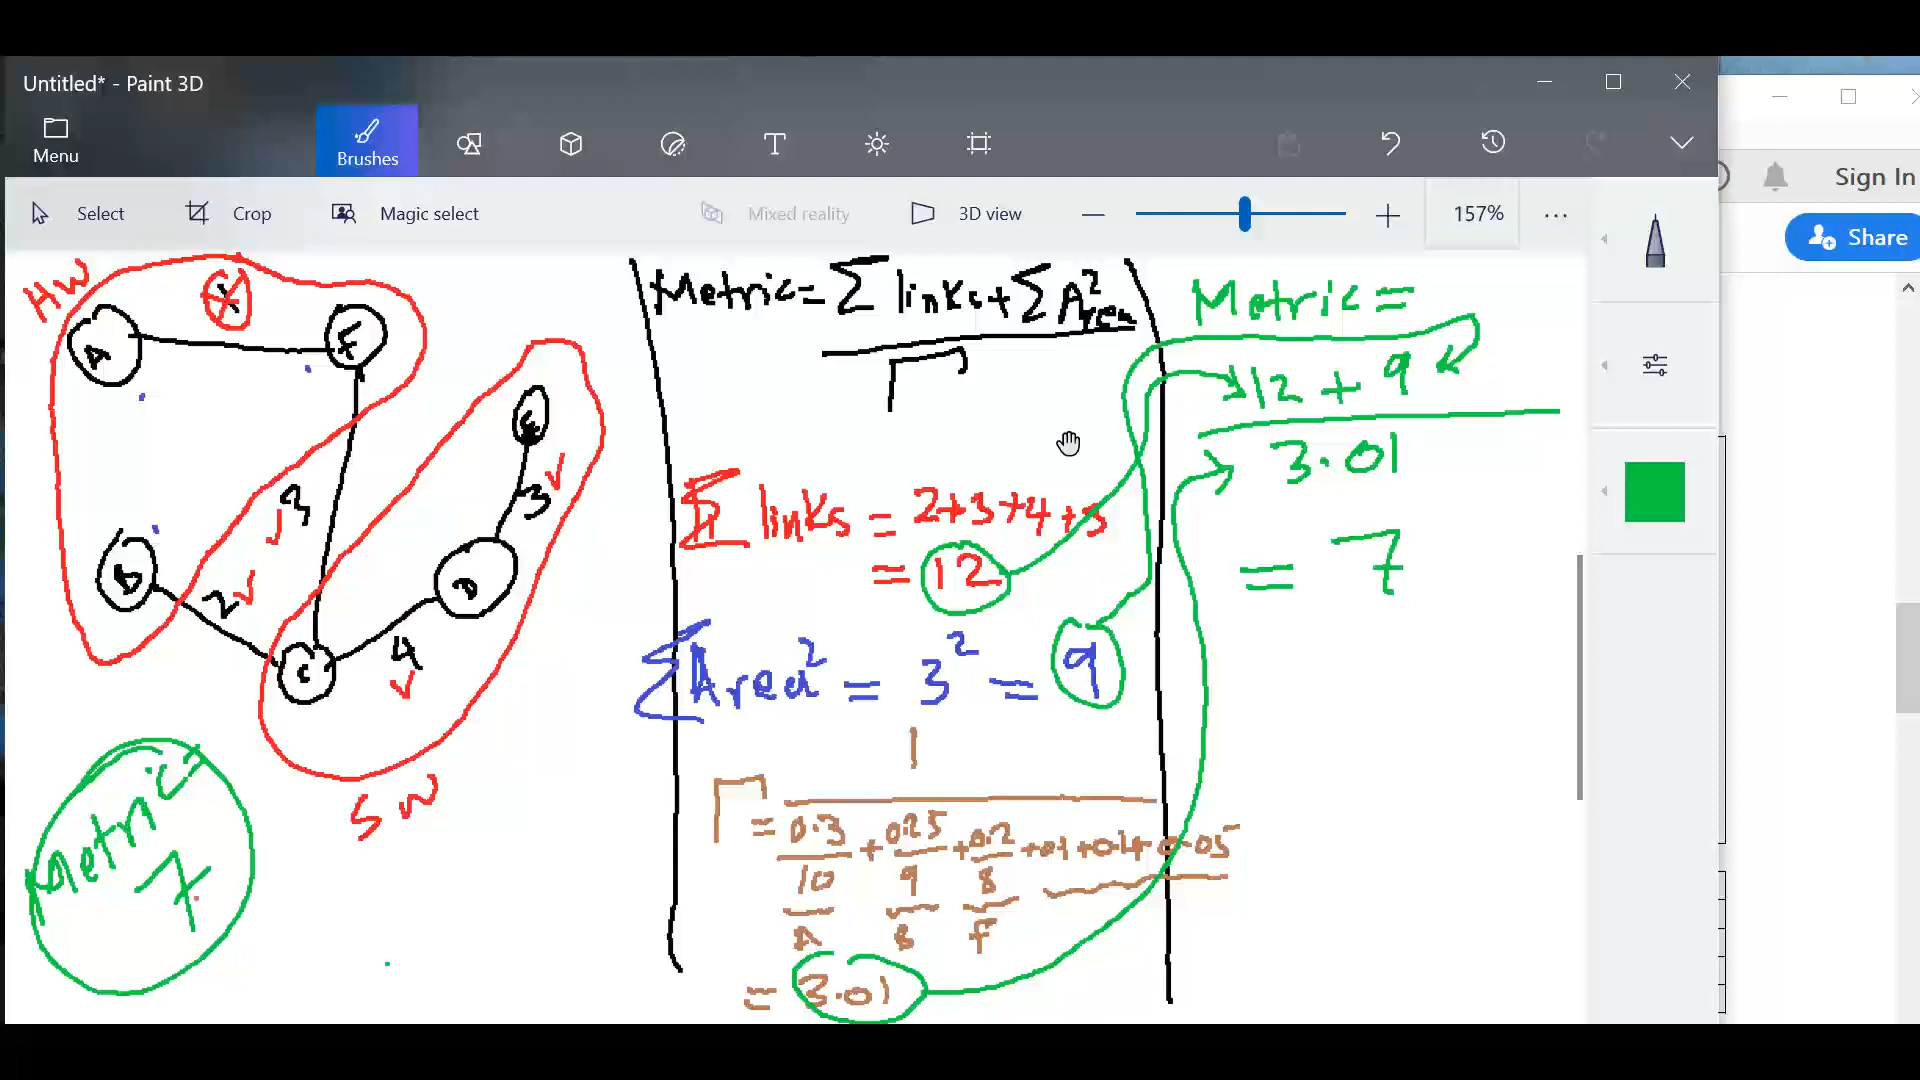 Untitled* - Paint 3D
Menu
Brushes
Select
Crop
Magic select
Mixed reality
3D view
157%
Sign In
Share
HW
A
F
E
3
3
B
2
D
4
C
SW
Metric
7
Metric = Σ links + Σ Area²
Γ
Σ links = 2+3+4+3
= 12
ΣArea² = 3² = 9
1
Γ = 0.3 + 0.25 + 0.2 + 0.1 + 0.1 + 0.05
10 9 8
A B F
= 3.01
Metric =
12 + 9
3.01
= 7